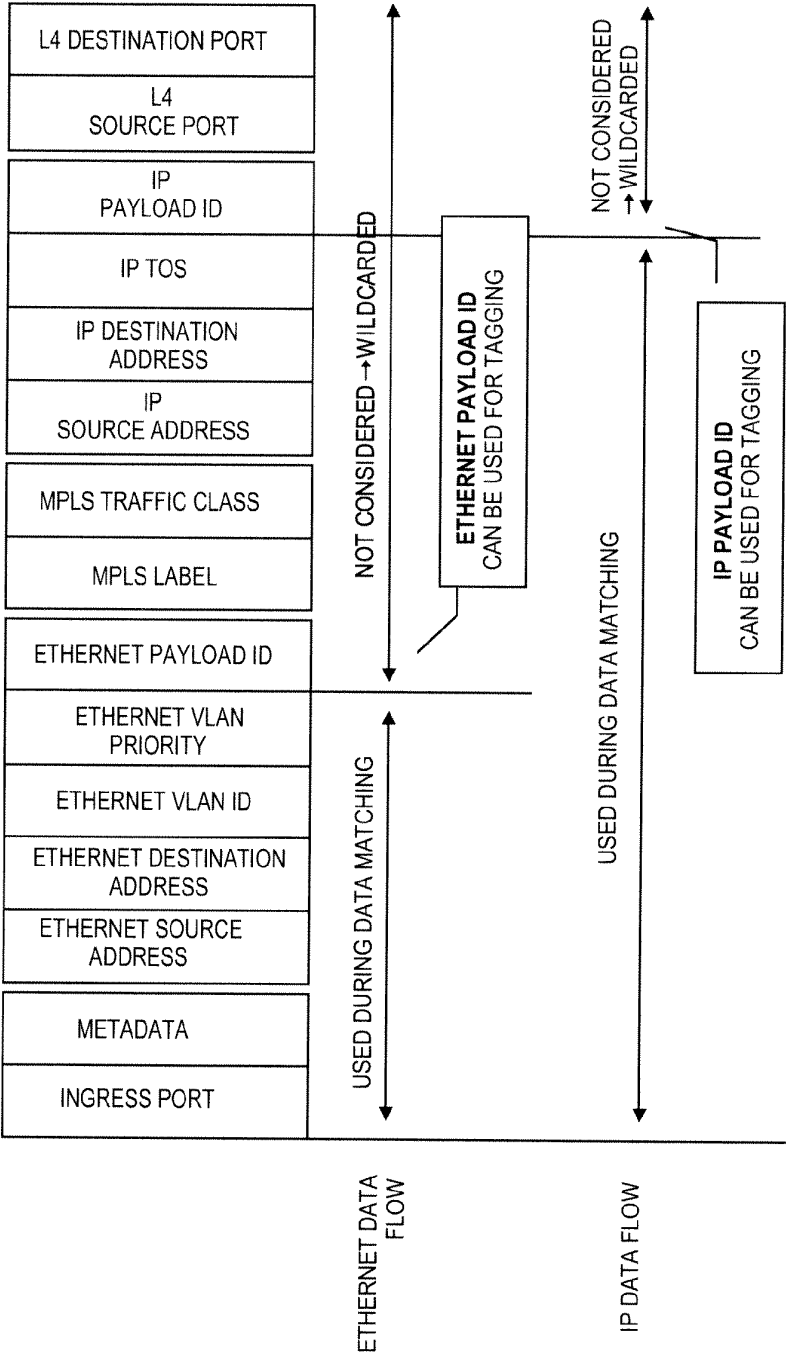 L4 DESTINATION PORT
L4
SOURCE PORT
IP
PAYLOAD ID
IP TOS
IP DESTINATION
ADDRESS
IP
SOURCE ADDRESS
MPLS TRAFFIC CLASS
MPLS LABEL
ETHERNET PAYLOAD ID
ETHERNET VLAN
PRIORITY
ETHERNET VLAN ID
ETHERNET DESTINATION
ADDRESS
ETHERNET SOURCE
ADDRESS
METADATA
INGRESS PORT
ETHERNET DATA
FLOW
USED DURING DATA MATCHING
NOT CONSIDERED→WILDCARDED
ETHERNET PAYLOAD ID
CAN BE USED FOR TAGGING
IP DATA FLOW
USED DURING DATA MATCHING
NOT CONSIDERED
→WILDCARDED
IP PAYLOAD ID
CAN BE USED FOR TAGGING